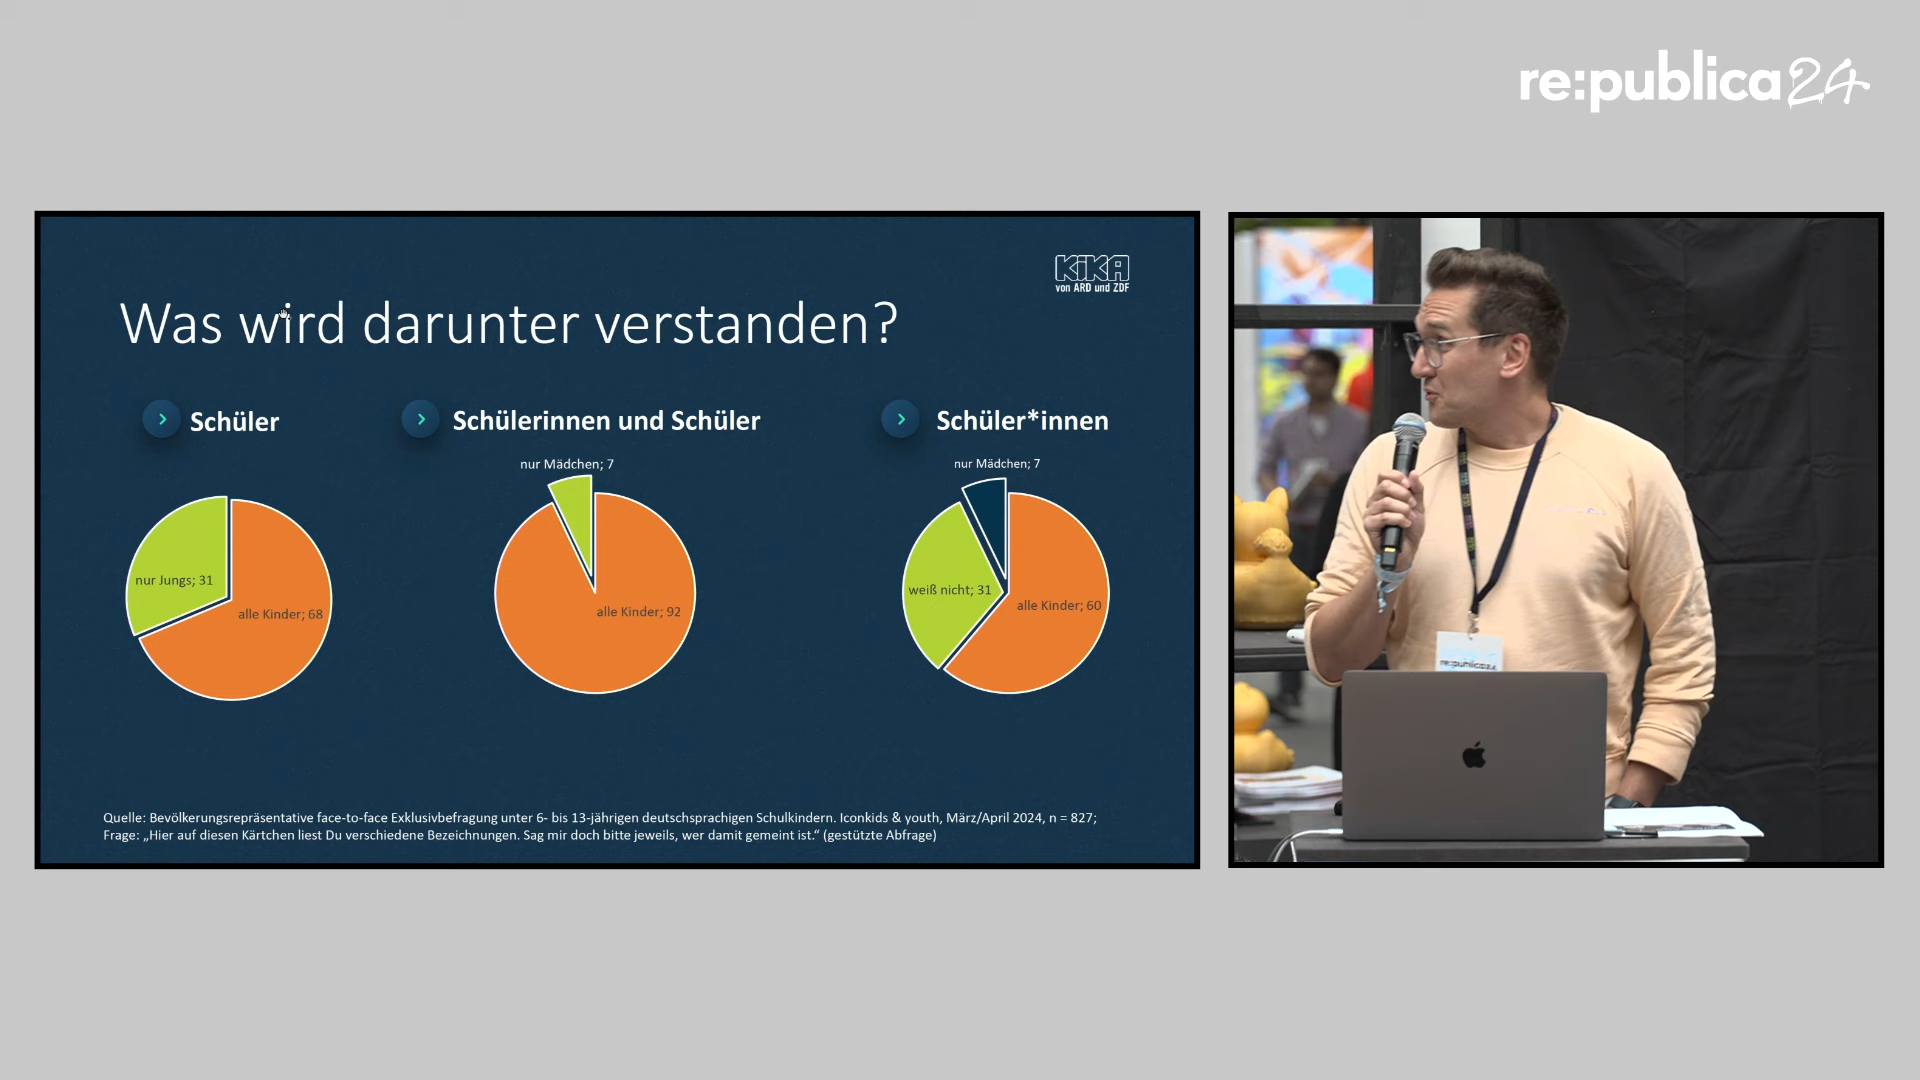 re:publica 24
KiKA
von ARD und ZDF
Was wird darunter verstanden?
Schüler
Schülerinnen und Schüler
Schüler*innen
nur Jungs; 31
alle Kinder; 68
nur Mädchen; 7
alle Kinder; 92
nur Mädchen; 7
weiß nicht; 31
alle Kinder; 60
Quelle: Bevölkerungsrepräsentative face-to-face Exklusivbefragung unter 6- bis 13-jährigen deutschsprachigen Schulkindern. Iconkids & youth, März/April 2024, n = 827;
Frage: „Hier auf diesen Kärtchen liest Du verschiedene Bezeichnungen. Sag mir doch bitte jeweils, wer damit gemeint ist.“ (gestützte Abfrage)
re:publica24